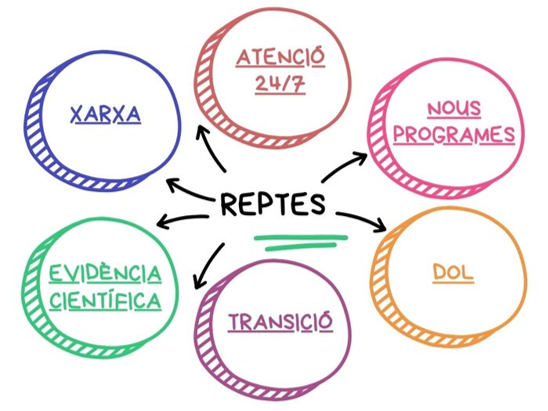 ATENCIÓ
24/7
XARXA
NOUS
PROGRAMES
REPTES
EVIDÈNCIA
CIENTÍFICA
DOL
TRANSICIÓ